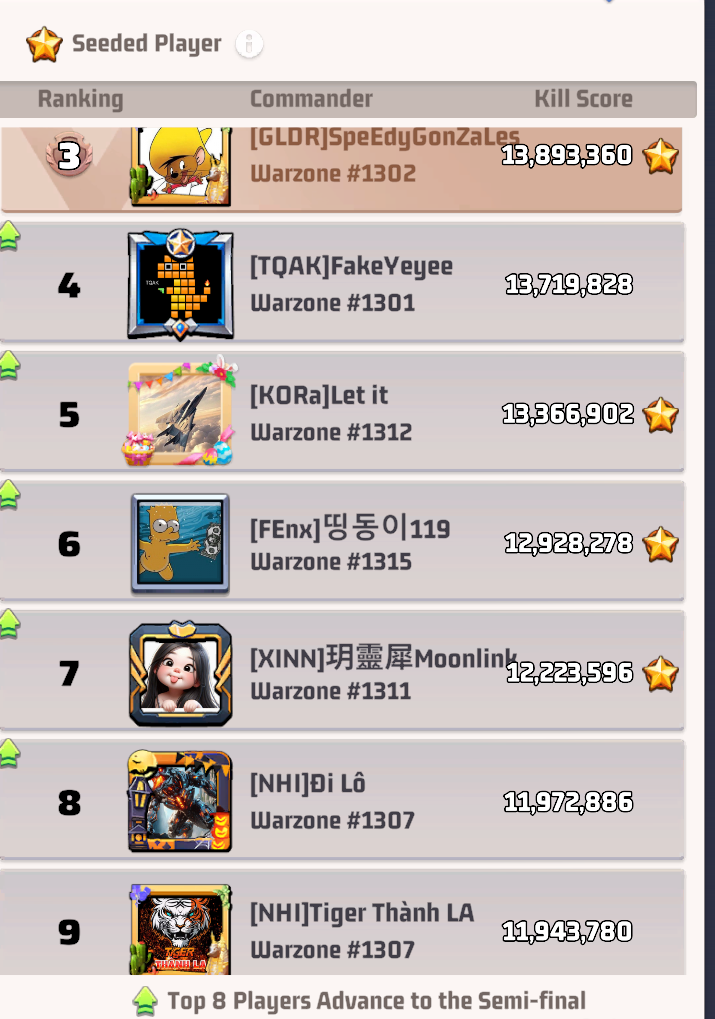 Seeded Player
Ranking Commander Kill Score
3 [GLDR]SpeEdyGonZaLes 13,893,360
Warzone #1302
4 [TQAK]FakeYeyee 13,719,828
Warzone #1301
TQAK
5 [KORa]Let it 13,366,902
Warzone #1312
6 [FEnx]띵동이119 12,928,278
Warzone #1315
7 [XINN]玥靈犀Moonlink 12,223,596
Warzone #1311
8 [NHI]Đi Lô 11,972,886
Warzone #1307
9 [NHI]Tiger Thành LA 11,943,780
Warzone #1307
TIGER
THÀNH LA
Top 8 Players Advance to the Semi-final